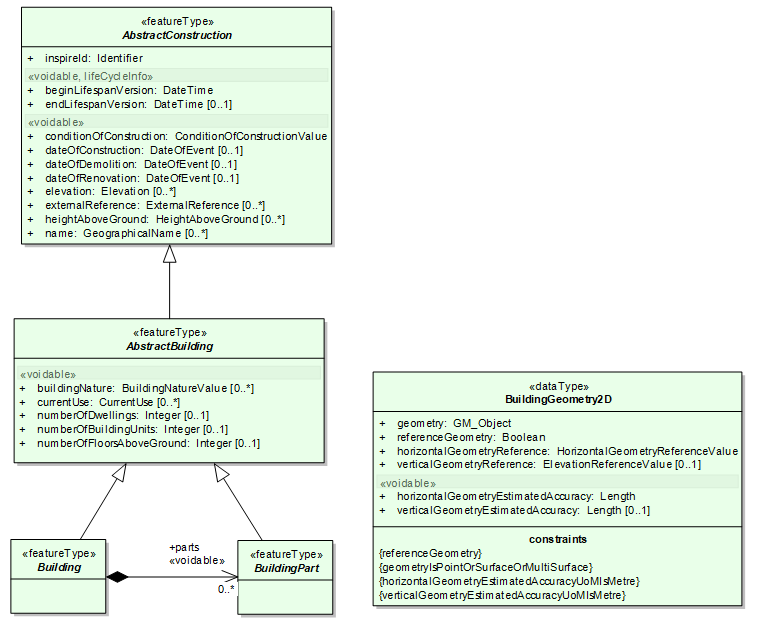 «featureType»
AbstractConstruction
+ inspireId: Identifier
«voidable, lifeCycleInfo»
+ beginLifespanVersion: DateTime
+ endLifespanVersion: DateTime [0..1]
«voidable»
+ conditionOfConstruction: ConditionOfConstructionValue
+ dateOfConstruction: DateOfEvent [0..1]
+ dateOfDemolition: DateOfEvent [0..1]
+ dateOfRenovation: DateOfEvent [0..1]
+ elevation: Elevation [0..*]
+ externalReference: ExternalReference [0..*]
+ heightAboveGround: HeightAboveGround [0..*]
+ name: GeographicalName [0..*]
«featureType»
AbstractBuilding
«voidable»
+ buildingNature: BuildingNatureValue [0..*]
+ currentUse: CurrentUse [0..*]
+ numberOfDwellings: Integer [0..1]
+ numberOfBuildingUnits: Integer [0..1]
+ numberOfFloorsAboveGround: Integer [0..1]
«dataType»
BuildingGeometry2D
+ geometry: GM_Object
+ referenceGeometry: Boolean
+ horizontalGeometryReference: HorizontalGeometryReferenceValue
+ verticalGeometryReference: ElevationReferenceValue [0..1]
«voidable»
+ horizontalGeometryEstimatedAccuracy: Length
+ verticalGeometryEstimatedAccuracy: Length [0..1]
constraints
{referenceGeometry}
{geometryIsPointOrSurfaceOrMultiSurface}
{horizontalGeometryEstimatedAccuracyUoMIsMetre}
{verticalGeometryEstimatedAccuracyUoMIsMetre}
«featureType»
Building
+parts
«voidable»
0..*
«featureType»
BuildingPart